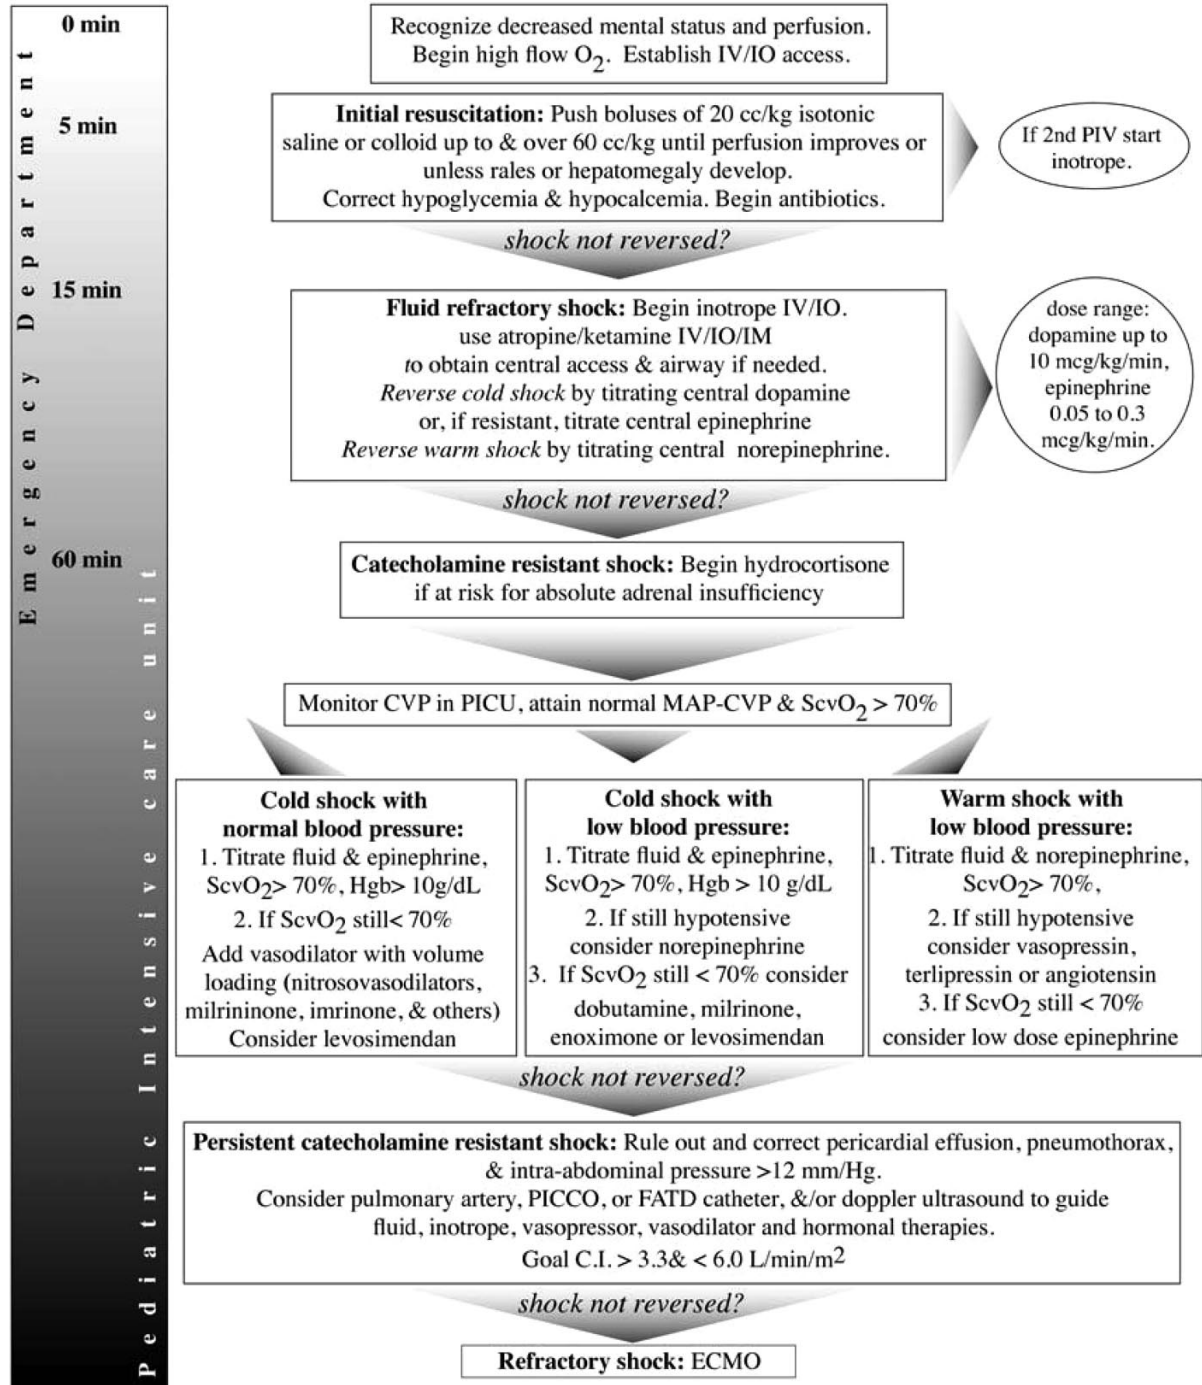 0 min
Recognize decreased mental status and perfusion.
Begin high flow O2. Establish IV/IO access.
5 min
Initial resuscitation: Push boluses of 20 cc/kg isotonic
saline or colloid up to & over 60 cc/kg until perfusion improves or
unless rales or hepatomegaly develop.
Correct hypoglycemia & hypocalcemia. Begin antibiotics.
If 2nd PIV start
inotrope.
shock not reversed?
15 min
Fluid refractory shock: Begin inotrope IV/IO.
use atropine/ketamine IV/IO/IM
to obtain central access & airway if needed.
Reverse cold shock by titrating central dopamine
or, if resistant, titrate central epinephrine
Reverse warm shock by titrating central norepinephrine.
dose range:
dopamine up to
10 mcg/kg/min,
epinephrine
0.05 to 0.3
mcg/kg/min.
shock not reversed?
60 min
Catecholamine resistant shock: Begin hydrocortisone
if at risk for absolute adrenal insufficiency
Emergency Department
Pediatric Intensive care unit
Monitor CVP in PICU, attain normal MAP-CVP & ScvO2 > 70%
Cold shock with
normal blood pressure:
1. Titrate fluid & epinephrine,
ScvO2> 70%, Hgb> 10g/dL
2. If ScvO2 still< 70%
Add vasodilator with volume
loading (nitrosovasodilators,
milrininone, imrinone, & others)
Consider levosimendan
Cold shock with
low blood pressure:
1. Titrate fluid & epinephrine,
ScvO2> 70%, Hgb > 10 g/dL
2. If still hypotensive
consider norepinephrine
3. If ScvO2 still < 70% consider
dobutamine, milrinone,
enoximone or levosimendan
Warm shock with
low blood pressure:
1. Titrate fluid & norepinephrine,
ScvO2> 70%,
2. If still hypotensive
consider vasopressin,
terlipressin or angiotensin
3. If ScvO2 still < 70%
consider low dose epinephrine
shock not reversed?
Persistent catecholamine resistant shock: Rule out and correct pericardial effusion, pneumothorax,
& intra-abdominal pressure >12 mm/Hg.
Consider pulmonary artery, PICCO, or FATD catheter, &/or doppler ultrasound to guide
fluid, inotrope, vasopressor, vasodilator and hormonal therapies.
Goal C.I. > 3.3& < 6.0 L/min/m2
shock not reversed?
Refractory shock: ECMO